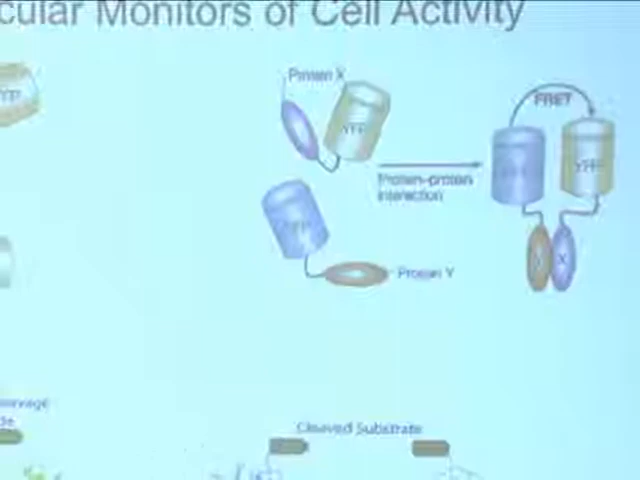 cular Monitors of Cell Activity
Protein X
FRET
YFP
YFP
Protein-protein
interaction
Protein Y
X
Cleaved Substrate